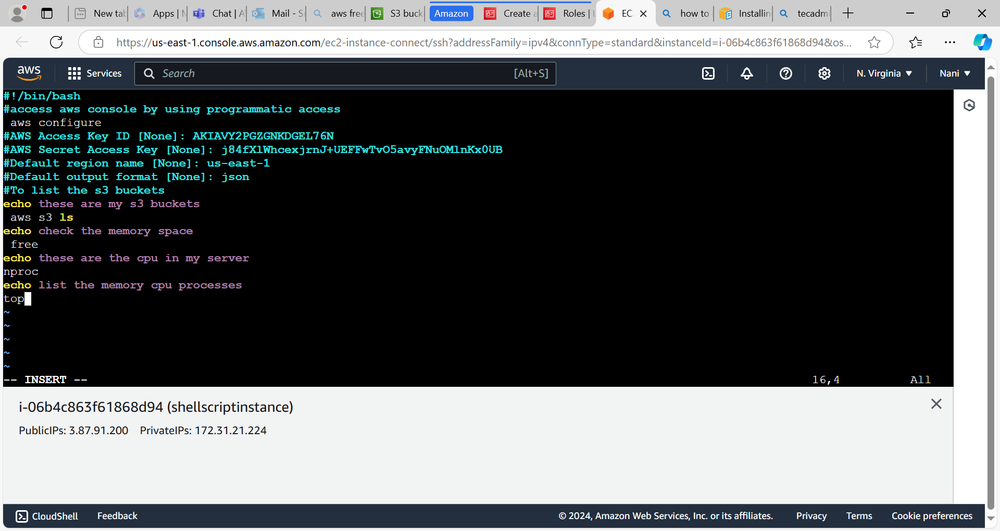 New tab
Apps | M
Chat | A
Mail - S
aws free
S3 buck
Amazon
Create a
Roles |
EC
how to
Installin
tecadmi
https://us-east-1.console.aws.amazon.com/ec2-instance-connect/ssh?addressFamily=ipv4&connType=standard&instanceId=i-06b4c863f61868d94&os...
aws
Services
Search
[Alt+S]
N. Virginia
Nani
#!/bin/bash
#access aws console by using programmatic access
aws configure
#AWS Access Key ID [None]: AKIAVY2PGZGNKDGEL76N
#AWS Secret Access Key [None]: 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
#Default region name [None]: us-east-1
#Default output format [None]: json
#To list the s3 buckets
echo these are my s3 buckets
aws s3 ls
echo check the memory space
free
echo these are the cpu in my server
nproc
echo list the memory cpu processes
top
~
~
~
~
~
-- INSERT -- 16,4 All
i-06b4c863f61868d94 (shellscriptinstance)
PublicIPs: 3.87.91.200 PrivateIPs: 172.31.21.224
CloudShell Feedback © 2024, Amazon Web Services, Inc. or its affiliates. Privacy Terms Cookie preferences